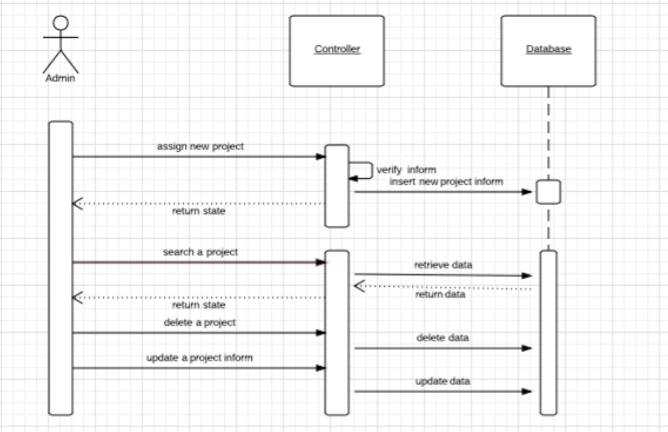 Controller
Database
Admin
assign new project
verify inform
insert new project inform
return state
search a project
retrieve data
return data
return state
delete a project
delete data
update a project inform
update data